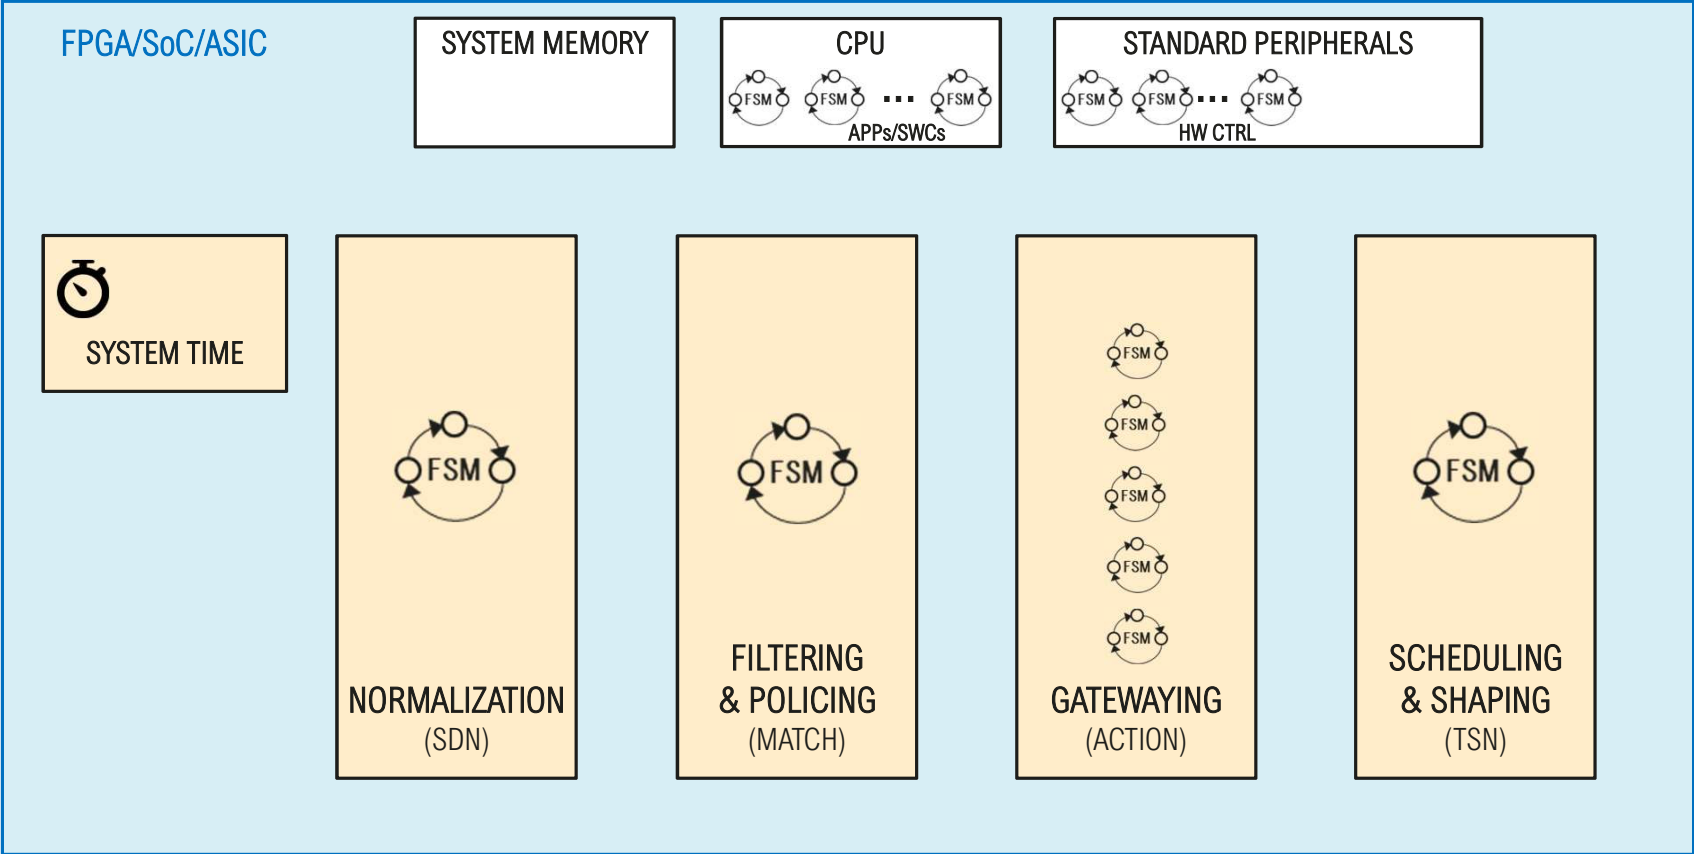 FPGA/SoC/ASIC
SYSTEM MEMORY
CPU
FSM
FSM
...
FSM
APPs/SWCs
STANDARD PERIPHERALS
FSM
FSM
...
FSM
HW CTRL
SYSTEM TIME
FSM
NORMALIZATION
(SDN)
FSM
FILTERING
& POLICING
(MATCH)
FSM
FSM
FSM
FSM
FSM
GATEWAYING
(ACTION)
FSM
SCHEDULING
& SHAPING
(TSN)